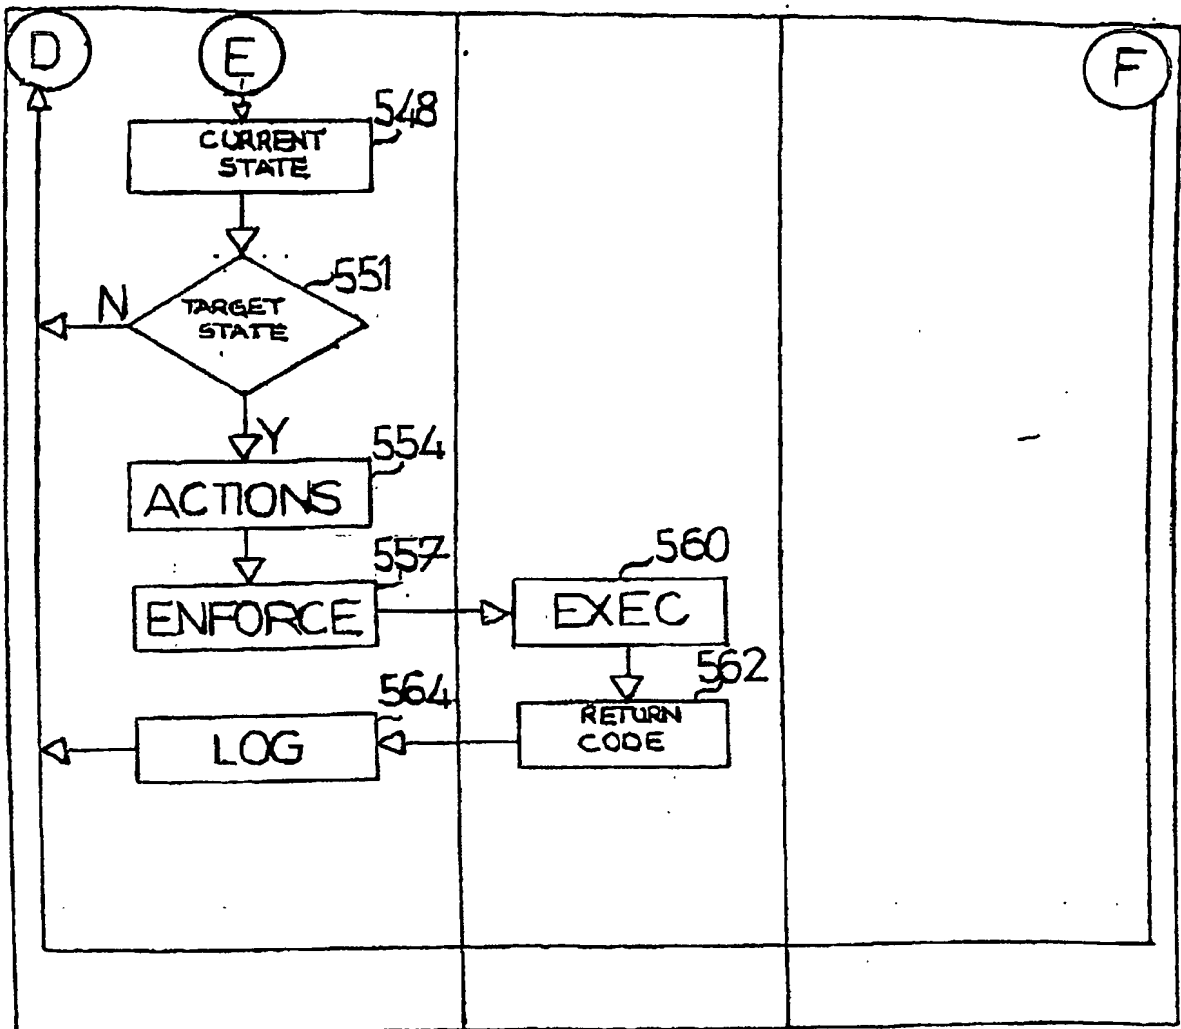 D
E
F
548
CURRENT
STATE
551
N
TARGET
STATE
Y
554
ACTIONS
557
ENFORCE
560
EXEC
562
RETURN
CODE
564
LOG